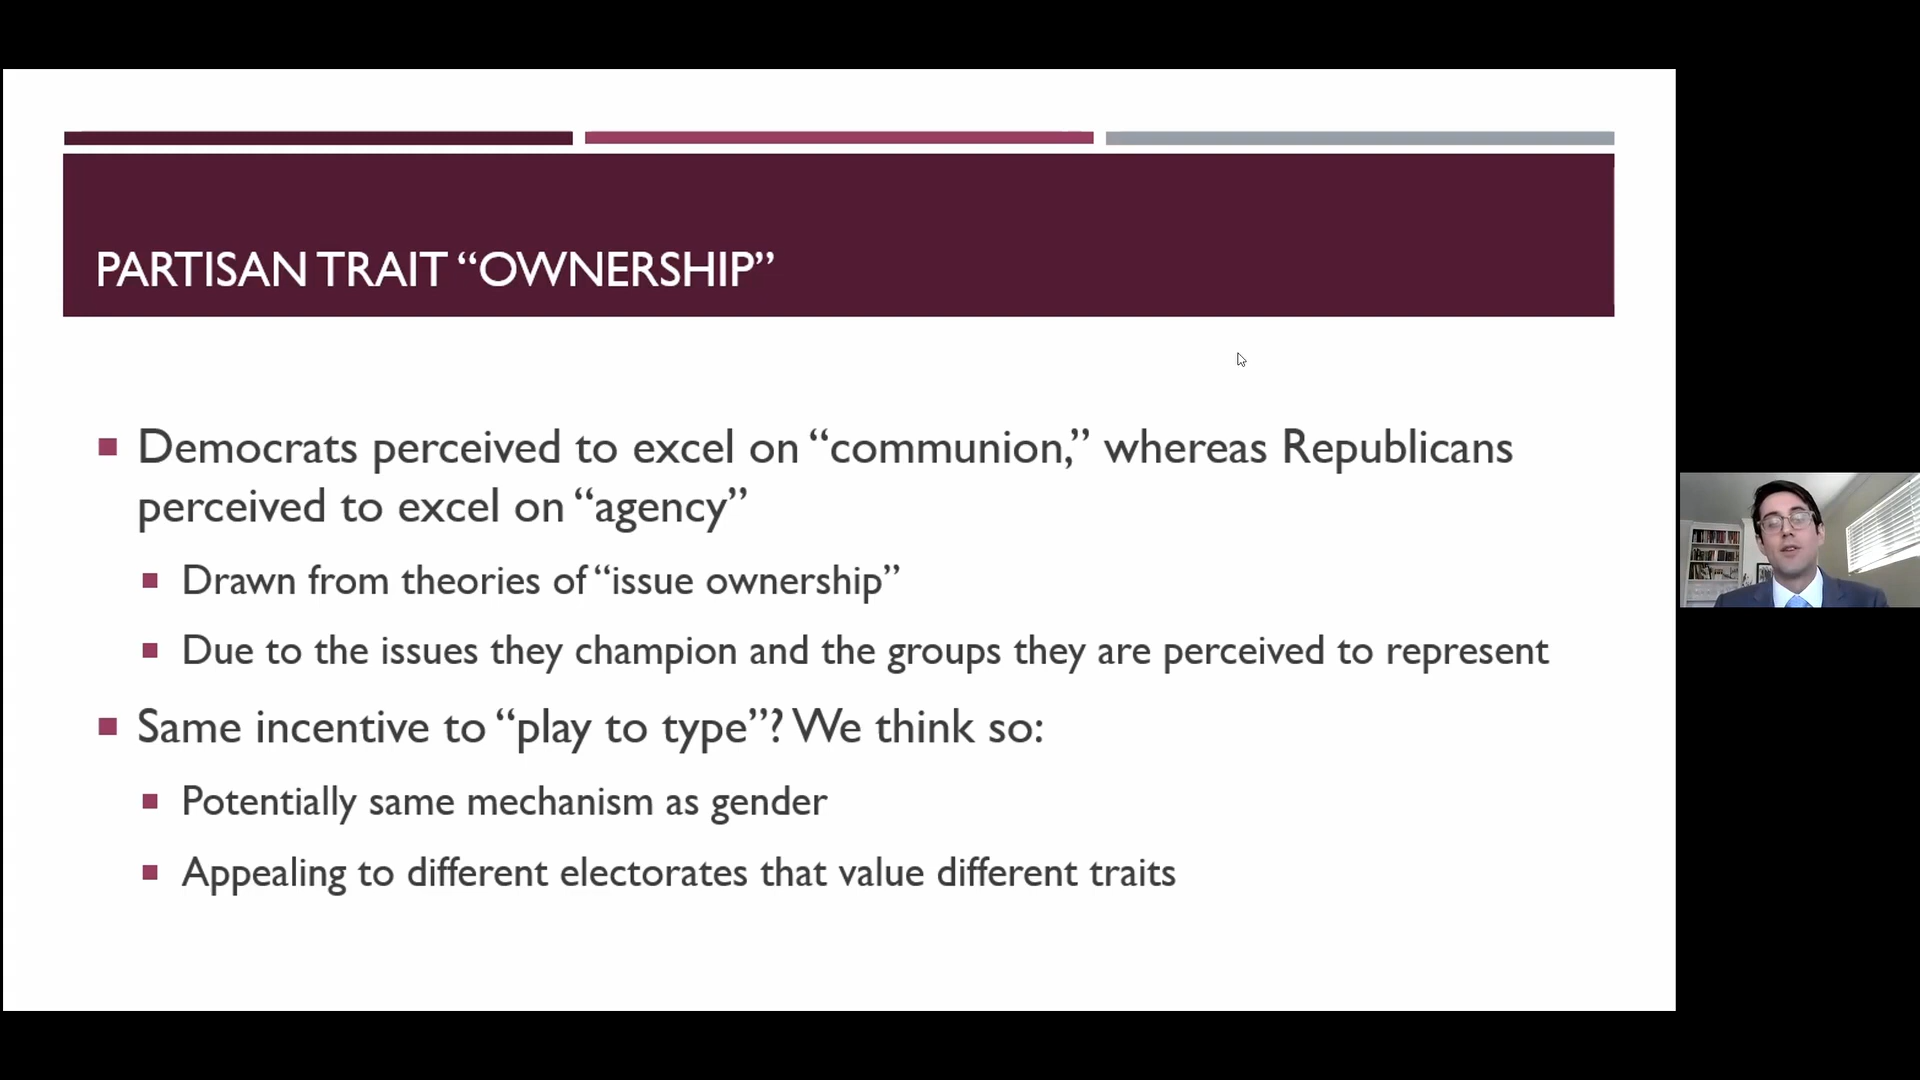 PARTISAN TRAIT “OWNERSHIP”
Democrats perceived to excel on “communion,” whereas Republicans
perceived to excel on “agency”
Drawn from theories of “issue ownership”
Due to the issues they champion and the groups they are perceived to represent
Same incentive to “play to type”? We think so:
Potentially same mechanism as gender
Appealing to different electorates that value different traits